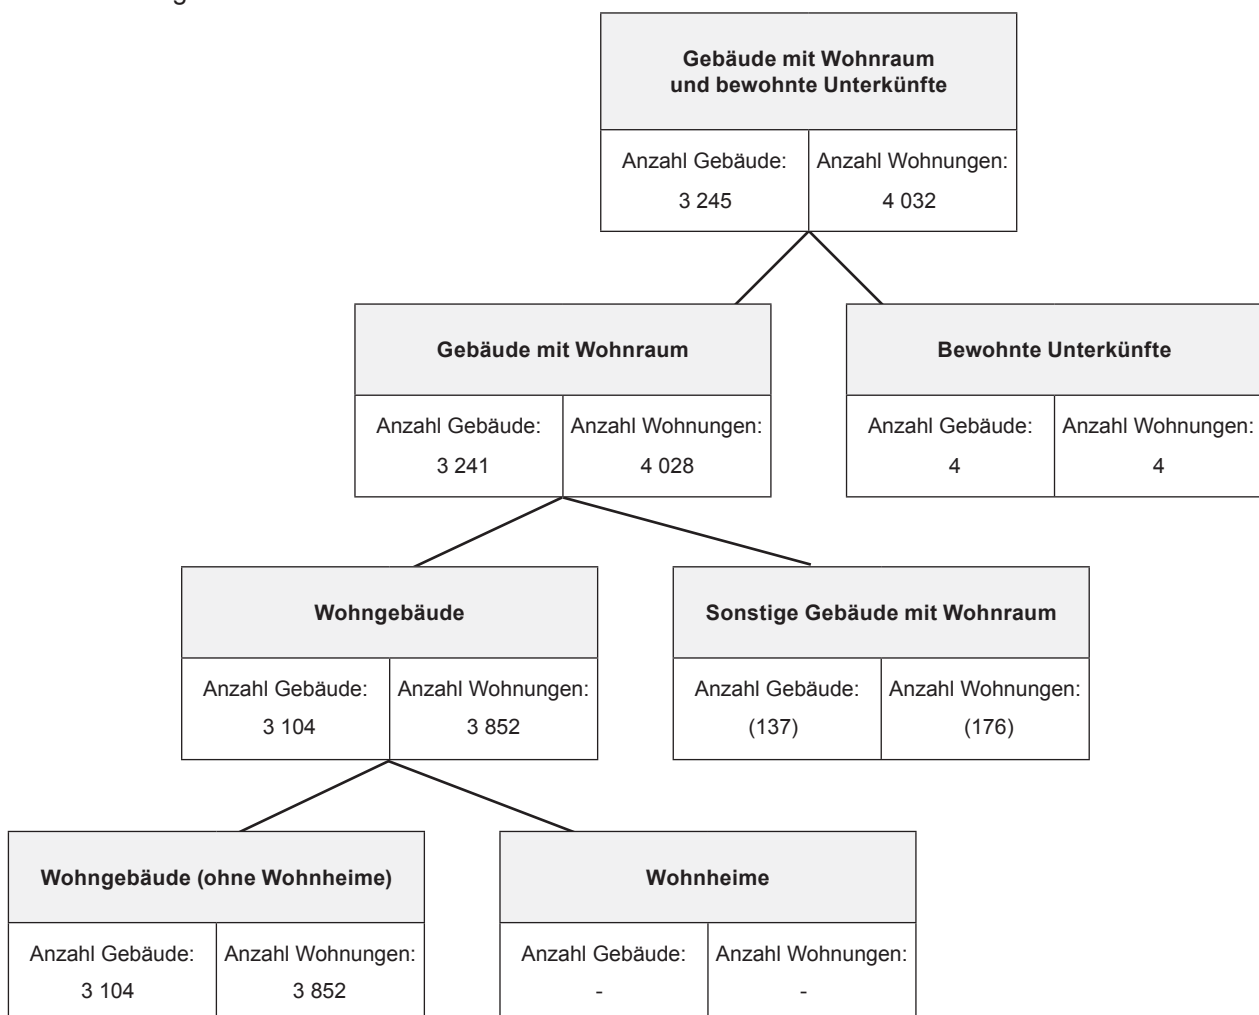 Gebäude mit Wohnraum
und bewohnte Unterkünfte
Anzahl Gebäude: Anzahl Wohnungen:
3 245 4 032
Gebäude mit Wohnraum
Anzahl Gebäude: Anzahl Wohnungen:
3 241 4 028
Bewohnte Unterkünfte
Anzahl Gebäude: Anzahl Wohnungen:
4 4
Wohngebäude
Anzahl Gebäude: Anzahl Wohnungen:
3 104 3 852
Sonstige Gebäude mit Wohnraum
Anzahl Gebäude: Anzahl Wohnungen:
(137) (176)
Wohngebäude (ohne Wohnheime)
Anzahl Gebäude: Anzahl Wohnungen:
3 104 3 852
Wohnheime
Anzahl Gebäude: Anzahl Wohnungen:
- -